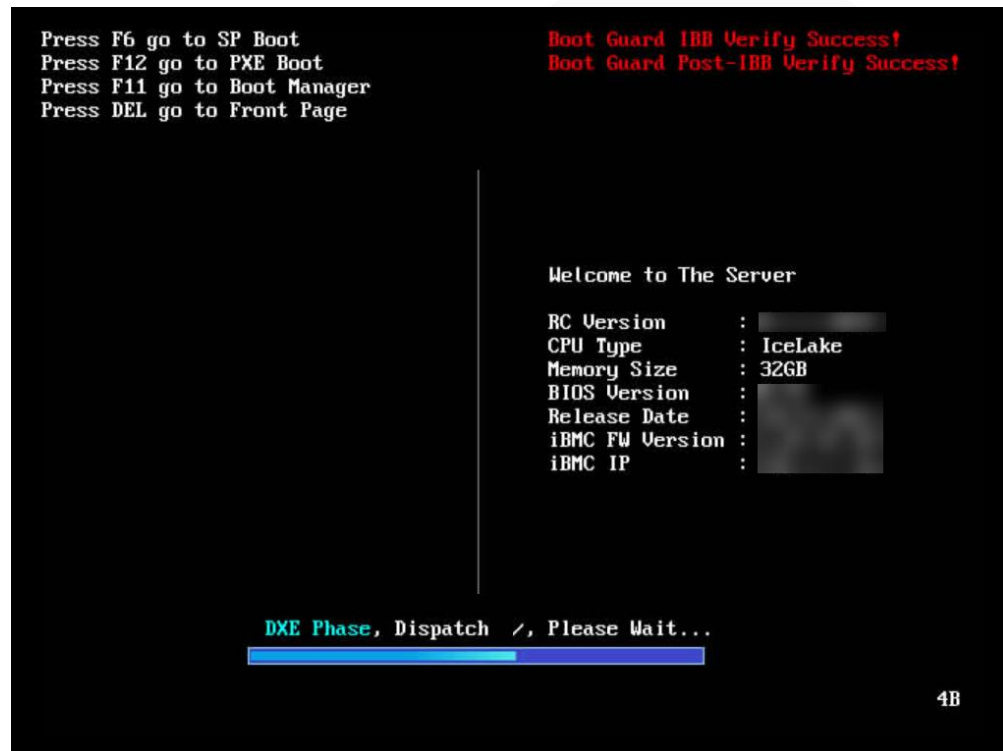 Press F6 go to SP Boot
Press F12 go to PXE Boot
Press F11 go to Boot Manager
Press DEL go to Front Page
Boot Guard IBB Verify Success!
Boot Guard Post-IBB Verify Success!
Welcome to The Server
RC Version :
CPU Type : IceLake
Memory Size : 32GB
BIOS Version :
Release Date :
iBMC FW Version :
iBMC IP :
DXE Phase, Dispatch /, Please Wait...
4B